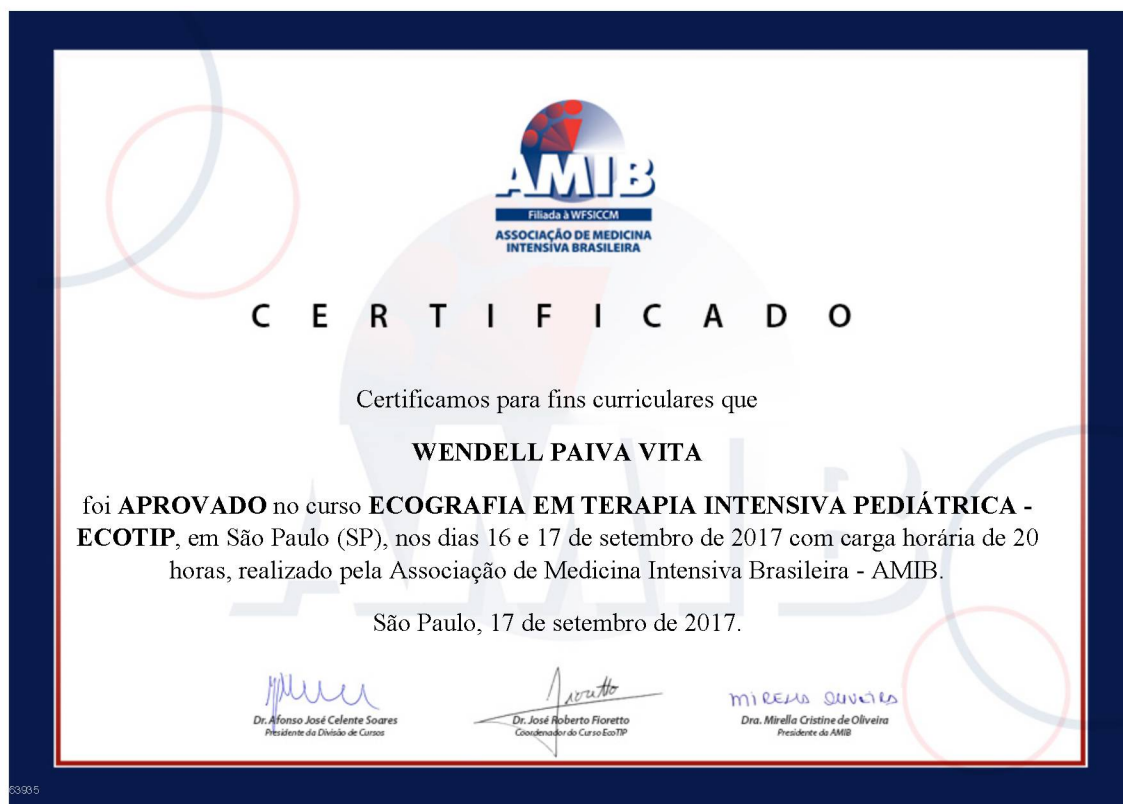 AMIB
Filiada à WFSICCM
ASSOCIAÇÃO DE MEDICINA
INTENSIVA BRASILEIRA
CERTIFICADO
Certificamos para fins curriculares que
WENDELL PAIVA VITA
foi APROVADO no curso ECOGRAFIA EM TERAPIA INTENSIVA PEDIÁTRICA -
ECOTIP, em São Paulo (SP), nos dias 16 e 17 de setembro de 2017 com carga horária de 20
horas, realizado pela Associação de Medicina Intensiva Brasileira - AMIB.
São Paulo, 17 de setembro de 2017.
Dr. Afonso José Celente Soares
Presidente da Divisão de Cursos
Dr. José Roberto Fioretto
Coordenador do Curso EcoTIP
Mirella Oliveira
Dra. Mirella Cristine de Oliveira
Presidente da AMIB
53935